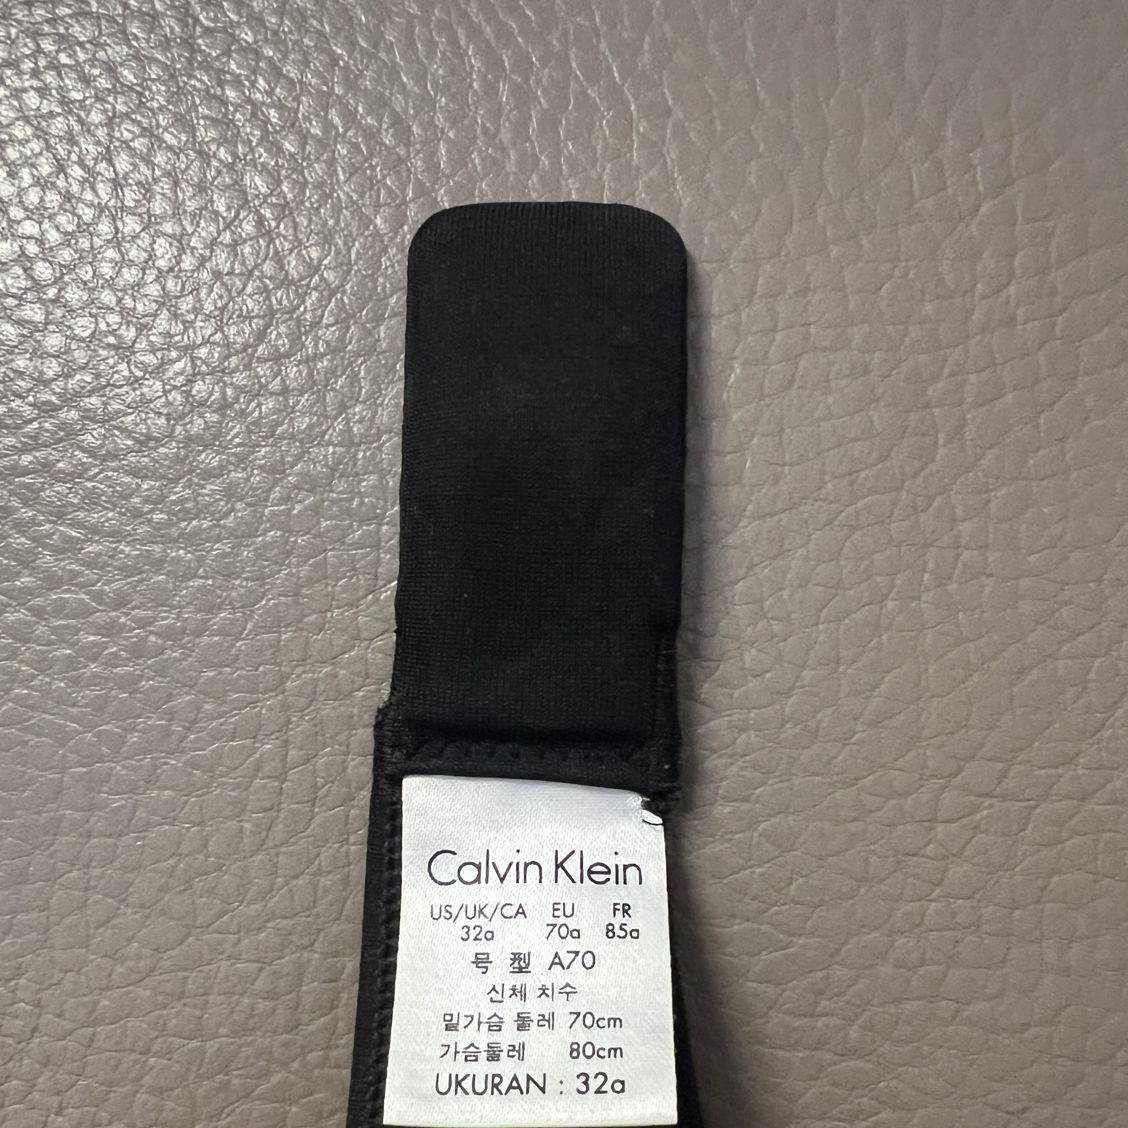 Calvin Klein
US/UK/CA EU FR
32a 70a 85a
号 型 A70
신체 치수
밑가슴 둘레 70cm
가슴둘레 80cm
UKURAN : 32a